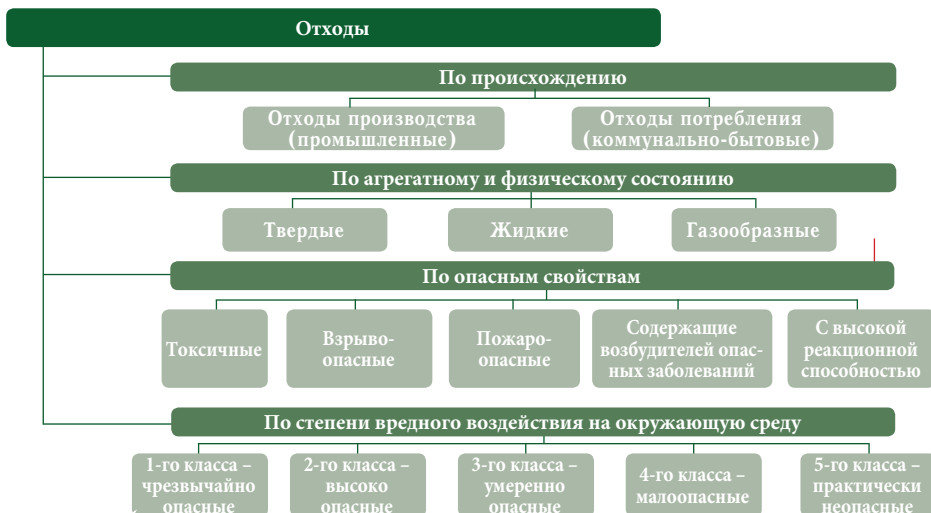 Отходы
По происхождению
Отходы производства
(промышленные)
Отходы потребления
(коммунально-бытовые)
По агрегатному и физическому состоянию
Твердые
Жидкие
Газообразные
По опасным свойствам
Токсичные
Взрыво-
опасные
Пожаро-
опасные
Содержащие
возбудителей опас-
ных заболеваний
С высокой
реакционной
способностью
По степени вредного воздействия на окружающую среду
1-го класса –
чрезвычайно
опасные
2-го класса –
высоко
опасные
3-го класса –
умеренно
опасные
4-го класса –
малоопасные
5-го класса –
практически
неопасные